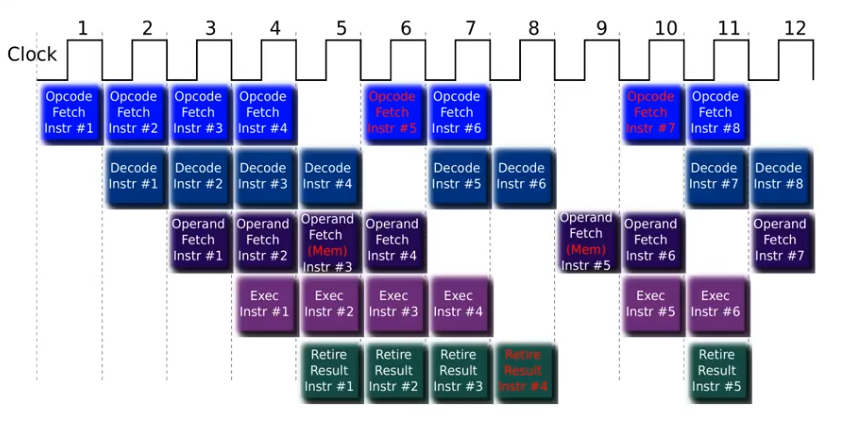 1 2 3 4 5 6 7 8 9 10 11 12
Clock
Opcode Opcode Opcode Opcode Opcode Opcode Opcode Opcode
Fetch Fetch Fetch Fetch Fetch Fetch Fetch Fetch
Instr #1 Instr #2 Instr #3 Instr #4 Instr #5 Instr #6 Instr #7 Instr #8
Decode Decode Decode Decode Decode Decode Decode Decode
Instr #1 Instr #2 Instr #3 Instr #4 Instr #5 Instr #6 Instr #7 Instr #8
Operand Operand Operand Operand Operand Operand Operand
Fetch Fetch Fetch Fetch Fetch Fetch Fetch
(Mem) (Mem)
Instr #1 Instr #2 Instr #3 Instr #4 Instr #5 Instr #6 Instr #7
Exec Exec Exec Exec Exec Exec
Instr #1 Instr #2 Instr #3 Instr #4 Instr #5 Instr #6
Retire Retire Retire Retire Retire
Result Result Result Result Result
Instr #1 Instr #2 Instr #3 Instr #4 Instr #5